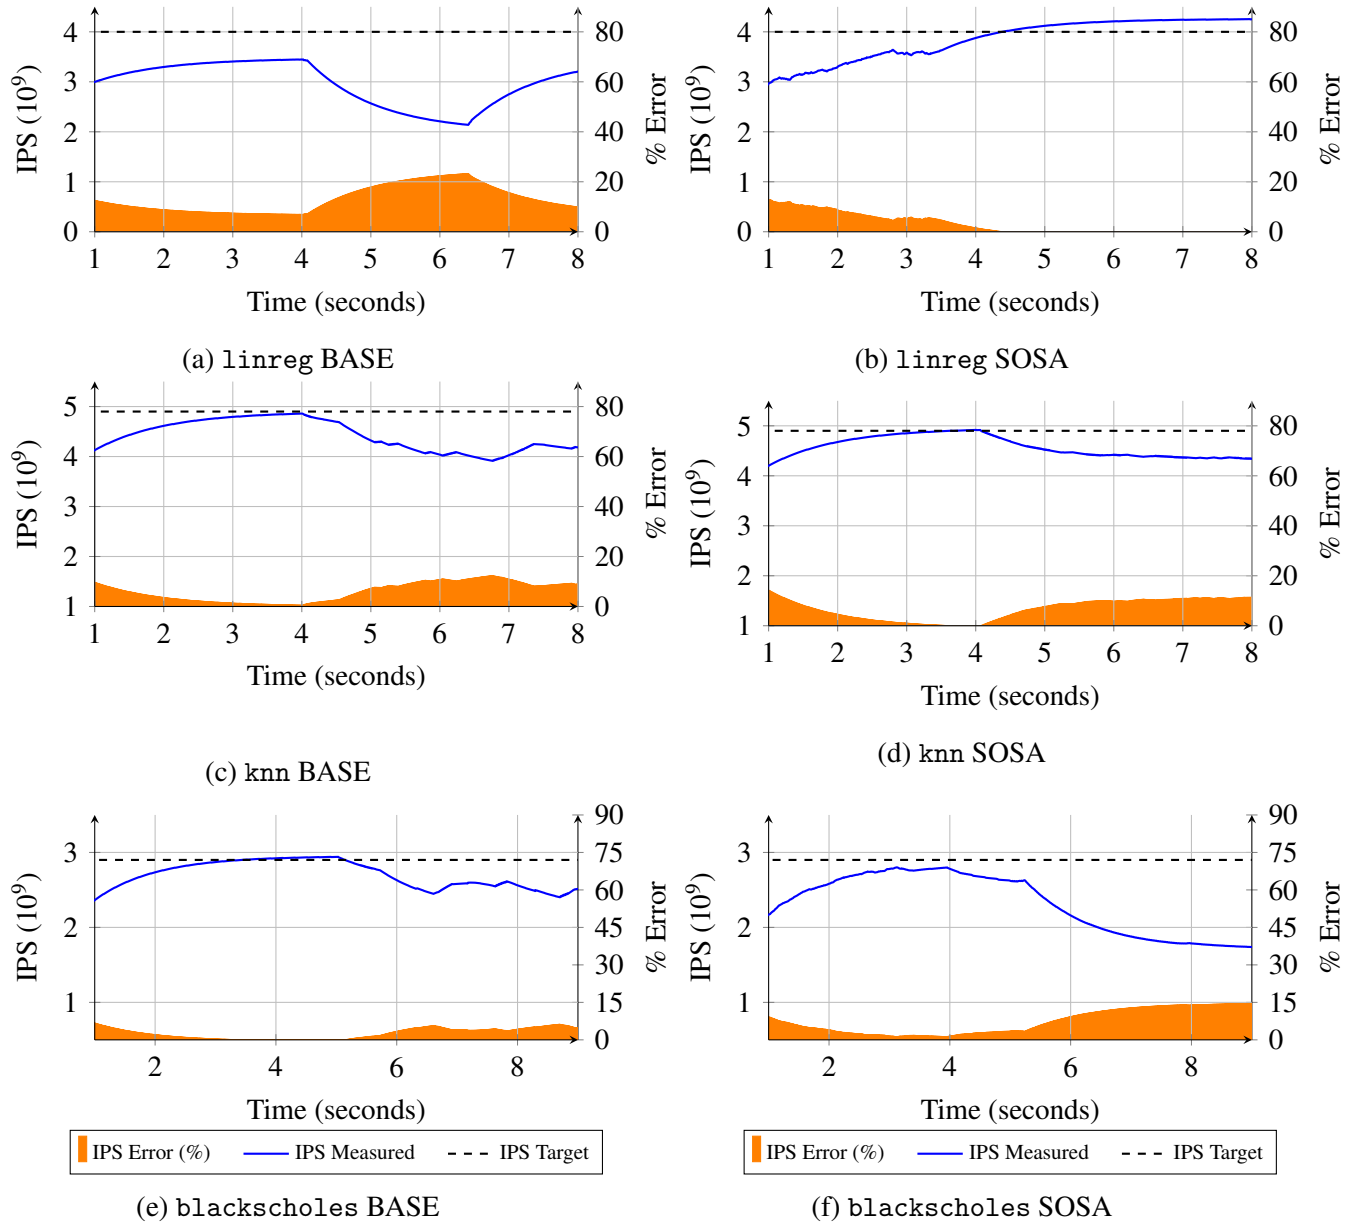 4
3
2
1
0
IPS (10^9)
80
60
40
20
0
% Error
1 2 3 4 5 6 7 8
Time (seconds)
(a) linreg BASE
4
3
2
1
0
IPS (10^9)
80
60
40
20
0
% Error
1 2 3 4 5 6 7 8
Time (seconds)
(b) linreg SOSA
5
4
3
2
1
IPS (10^9)
80
60
40
20
0
% Error
1 2 3 4 5 6 7 8
Time (seconds)
(c) knn BASE
5
4
3
2
1
IPS (10^9)
80
60
40
20
0
% Error
1 2 3 4 5 6 7 8
Time (seconds)
(d) knn SOSA
3
2
1
IPS (10^9)
90
75
60
45
30
15
0
% Error
2 4 6 8
Time (seconds)
IPS Error (%) IPS Measured IPS Target
(e) blackscholes BASE
3
2
1
IPS (10^9)
90
75
60
45
30
15
0
% Error
2 4 6 8
Time (seconds)
IPS Error (%) IPS Measured IPS Target
(f) blackscholes SOSA